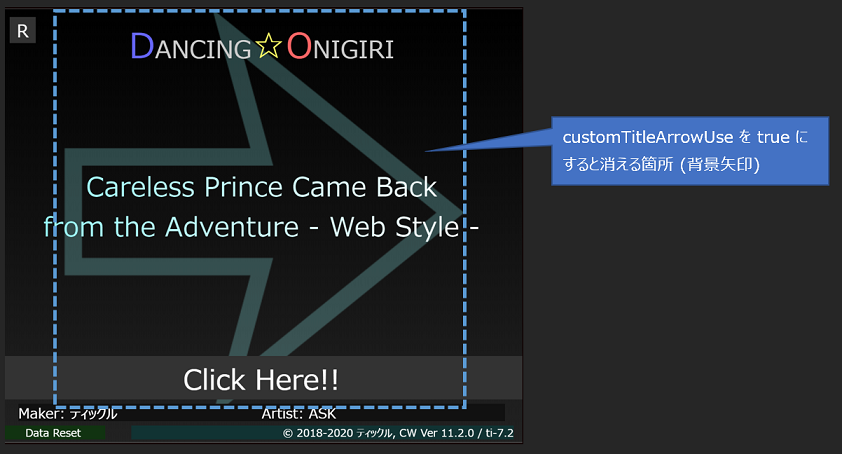 R
DANCING☆ONIGIRI
customTitleArrowUse を true に
すると消える箇所 (背景矢印)
Careless Prince Came Back
from the Adventure - Web Style -
Click Here!!
Maker: ティックル
Artist: ASK
Data Reset
© 2018-2020 ティックル, CW Ver 11.2.0 / ti-7.2